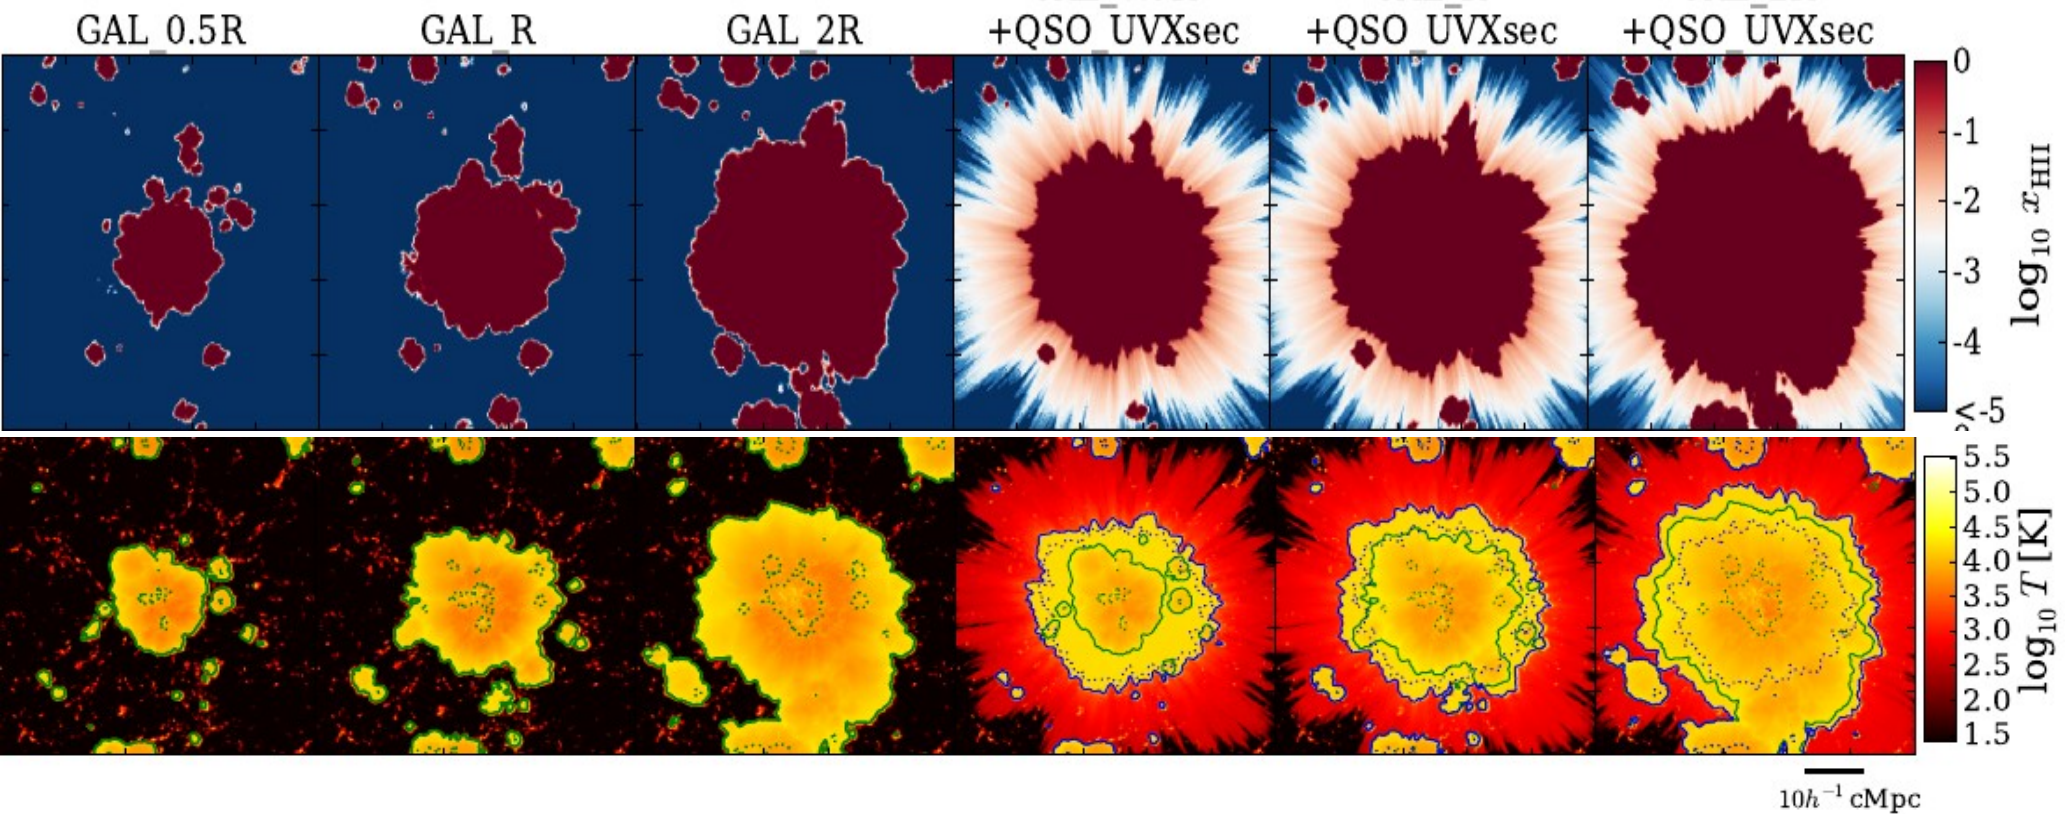 GAL_0.5R
GAL_R
GAL_2R
+QSO_UVXsec
+QSO_UVXsec
+QSO_UVXsec
0
-1
-2
-3
-4
<-5
log₁₀ x_HII
5.5
5.0
4.5
4.0
3.5
3.0
2.5
2.0
1.5
log₁₀ T [K]
10h⁻¹ cMpc